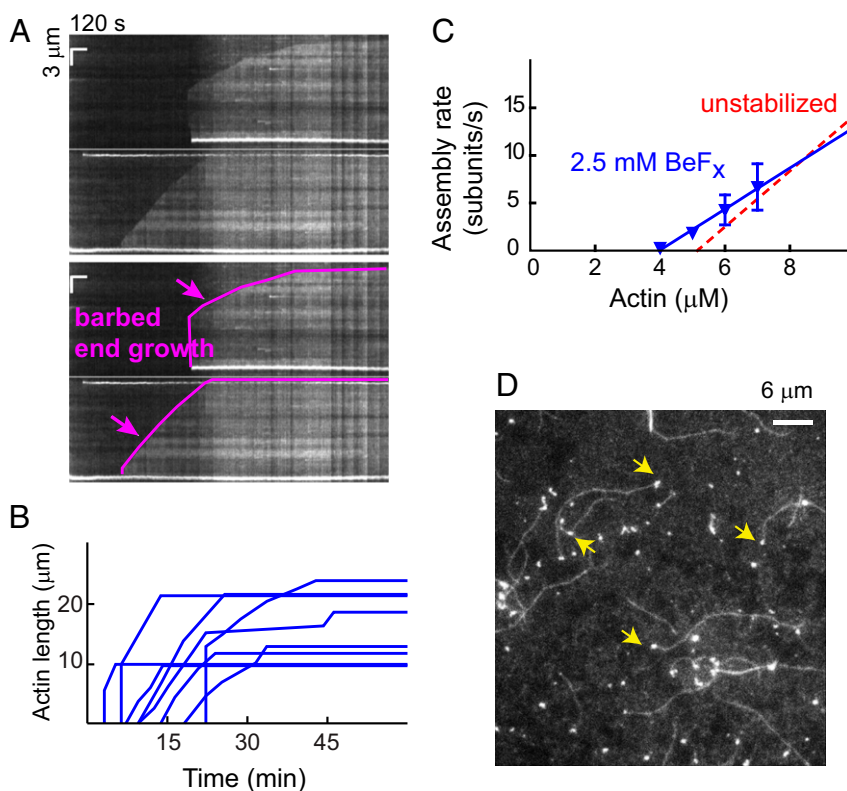 A
120 s
3 μm
barbed
end growth
B
Actin length (μm)
20
10
15
30
45
Time (min)
C
Assembly rate
(subunits/s)
15
10
5
0
unstabilized
2.5 mM BeFx
0
2
4
6
8
Actin (μM)
D
6 μm